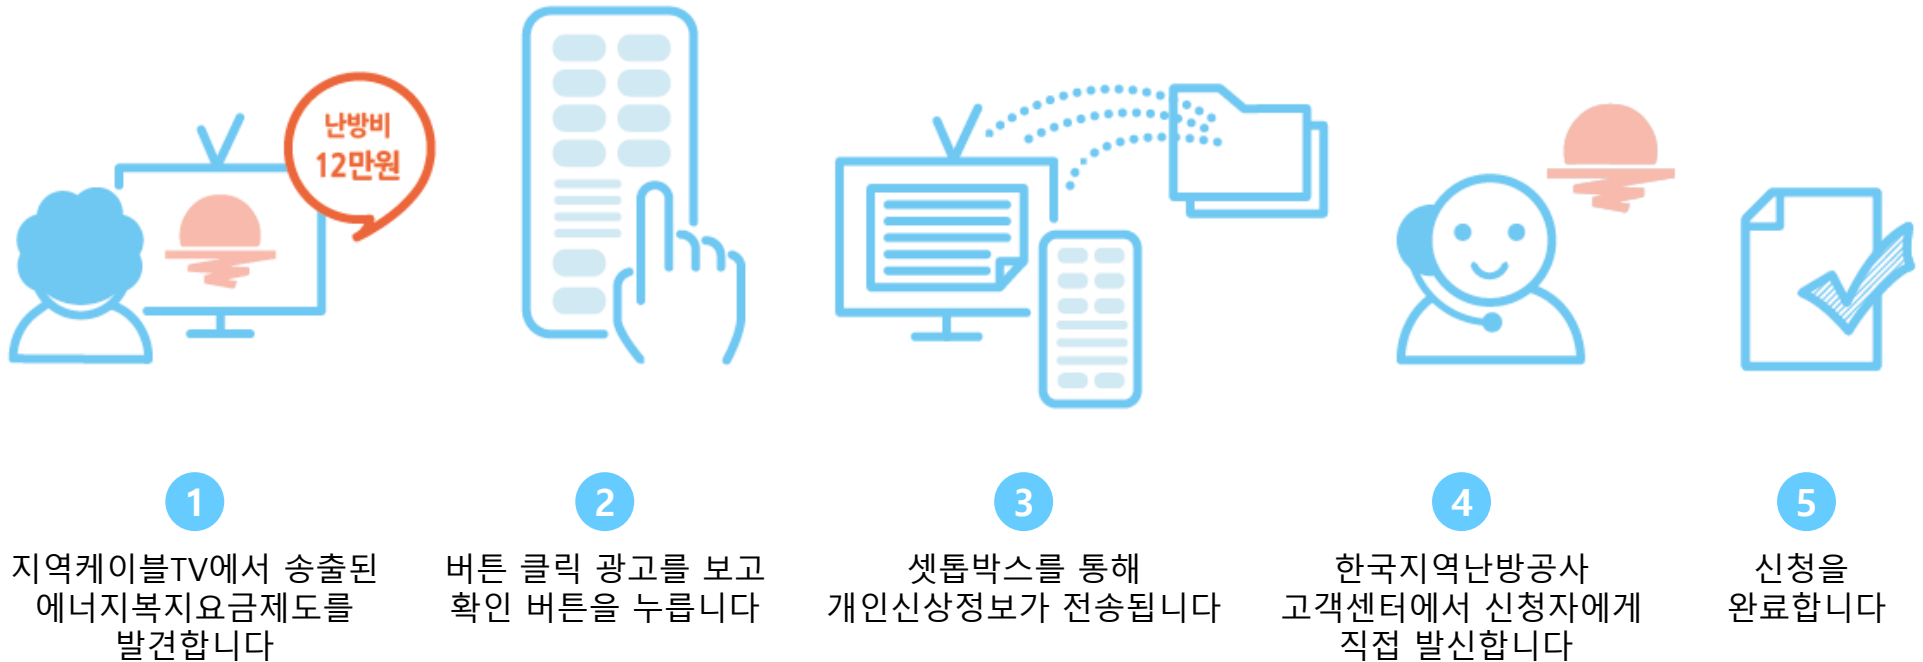 난방비
12만원
1
지역케이블TV에서 송출된
에너지복지요금제도를
발견합니다
2
버튼 클릭 광고를 보고
확인 버튼을 누릅니다
3
셋톱박스를 통해
개인신상정보가 전송됩니다
4
한국지역난방공사
고객센터에서 신청자에게
직접 발신합니다
5
신청을
완료합니다